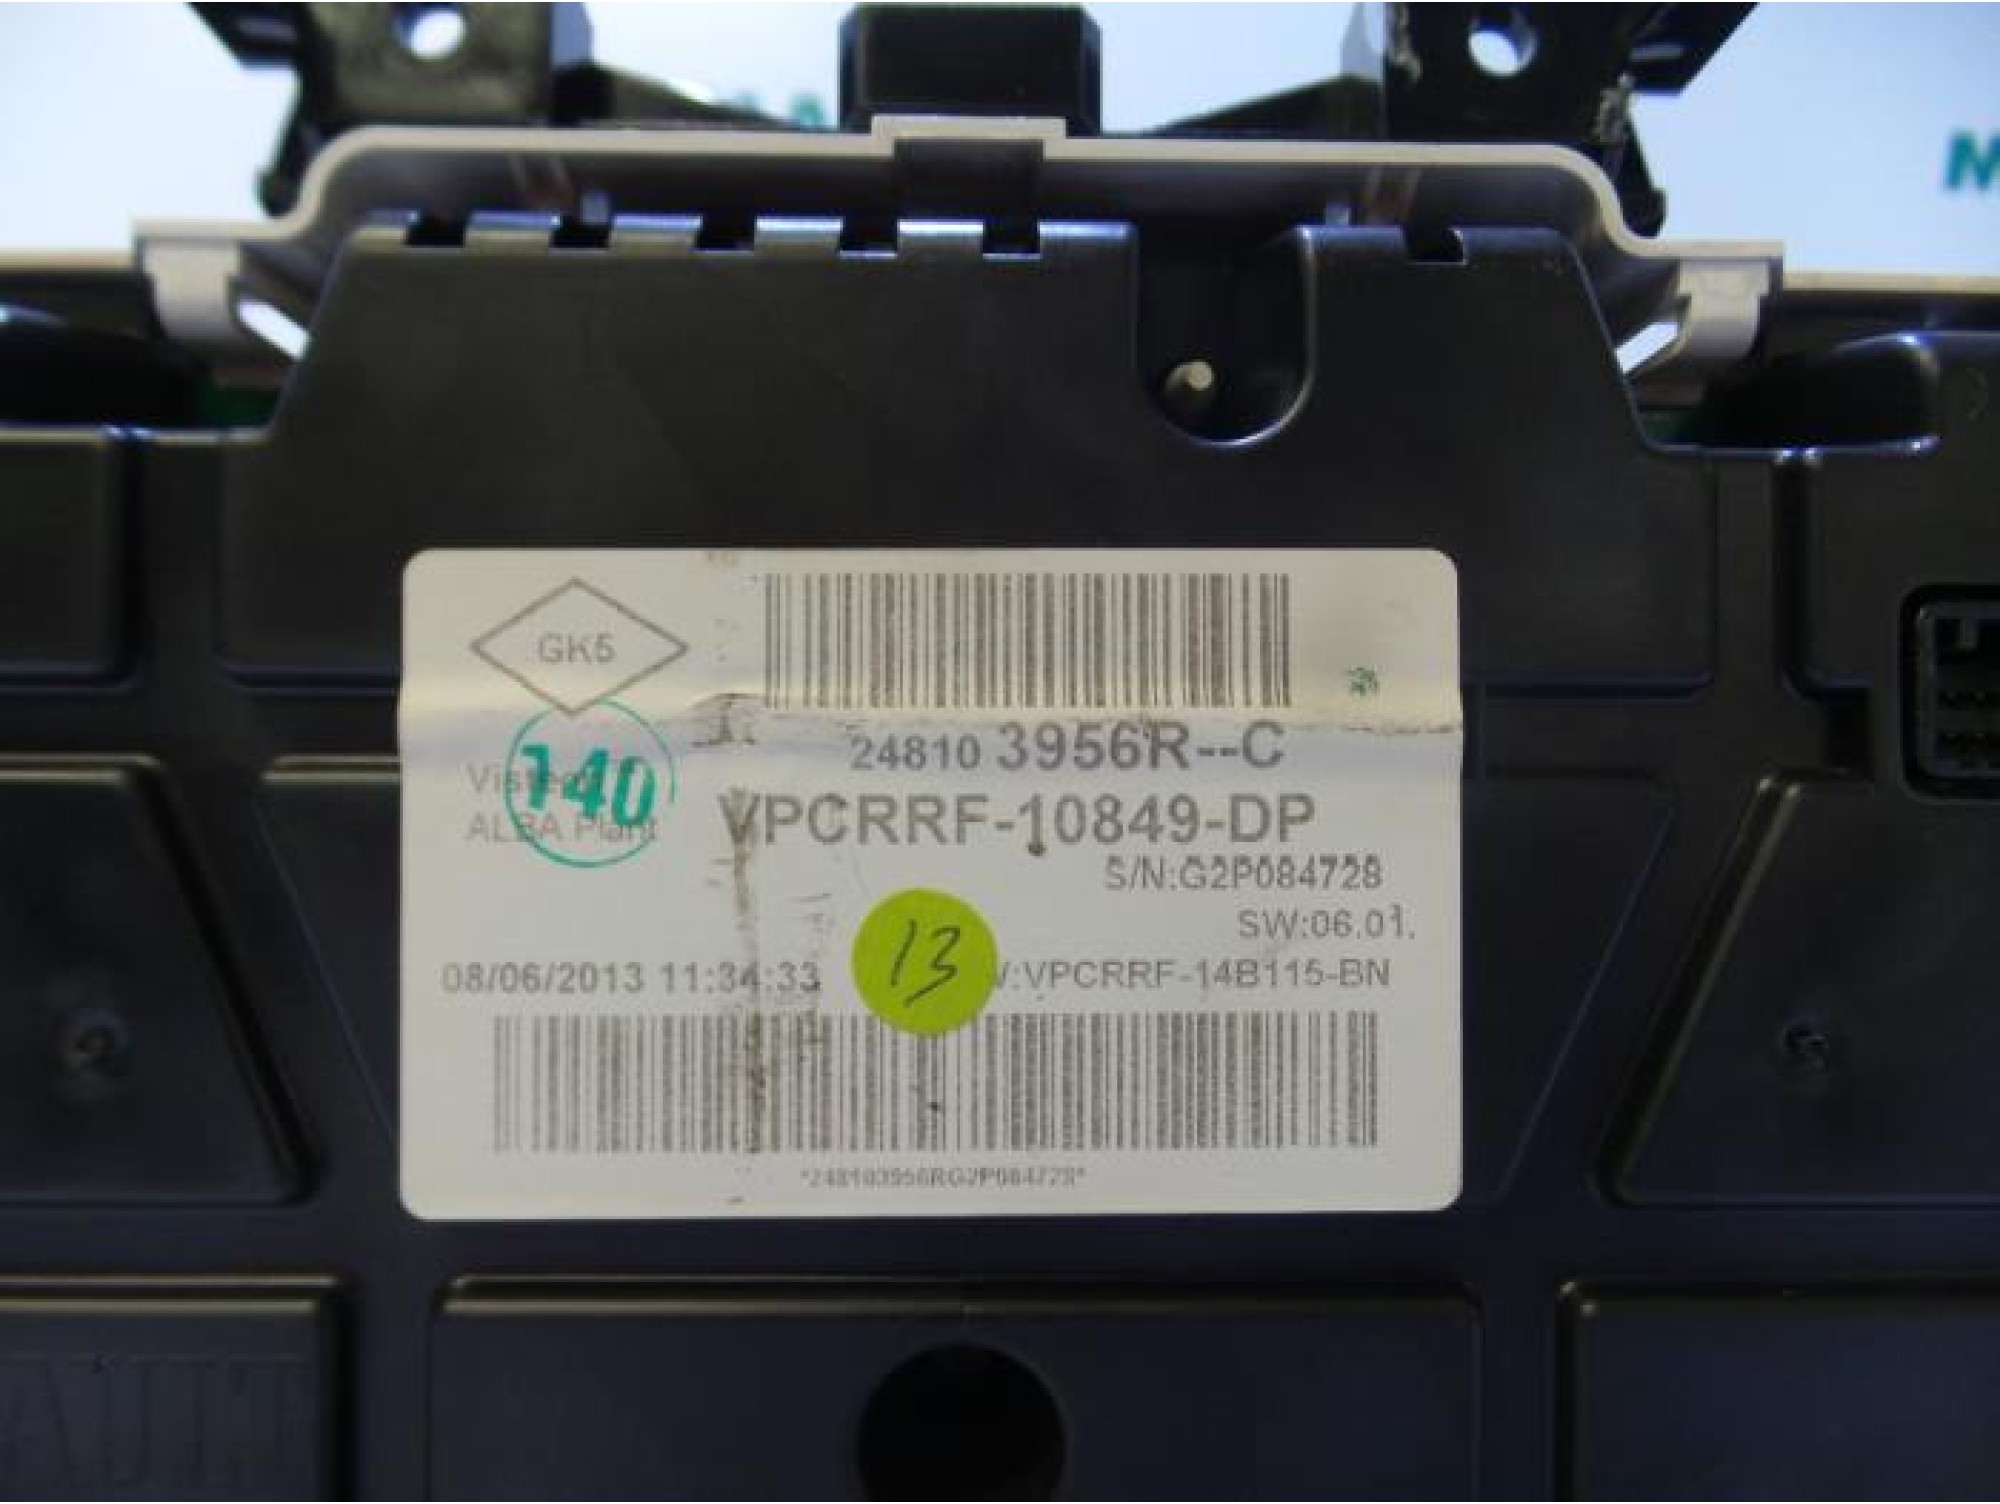 M
GK5
24810 3956R--C
140
ALBA Plant
VPCRRF-10849-DP
S/N:G2P084728
SW:06.01.
08/06/2013 11:34:33
13
:VPCRRF-14B115-BN
*248103956RG2P084728*